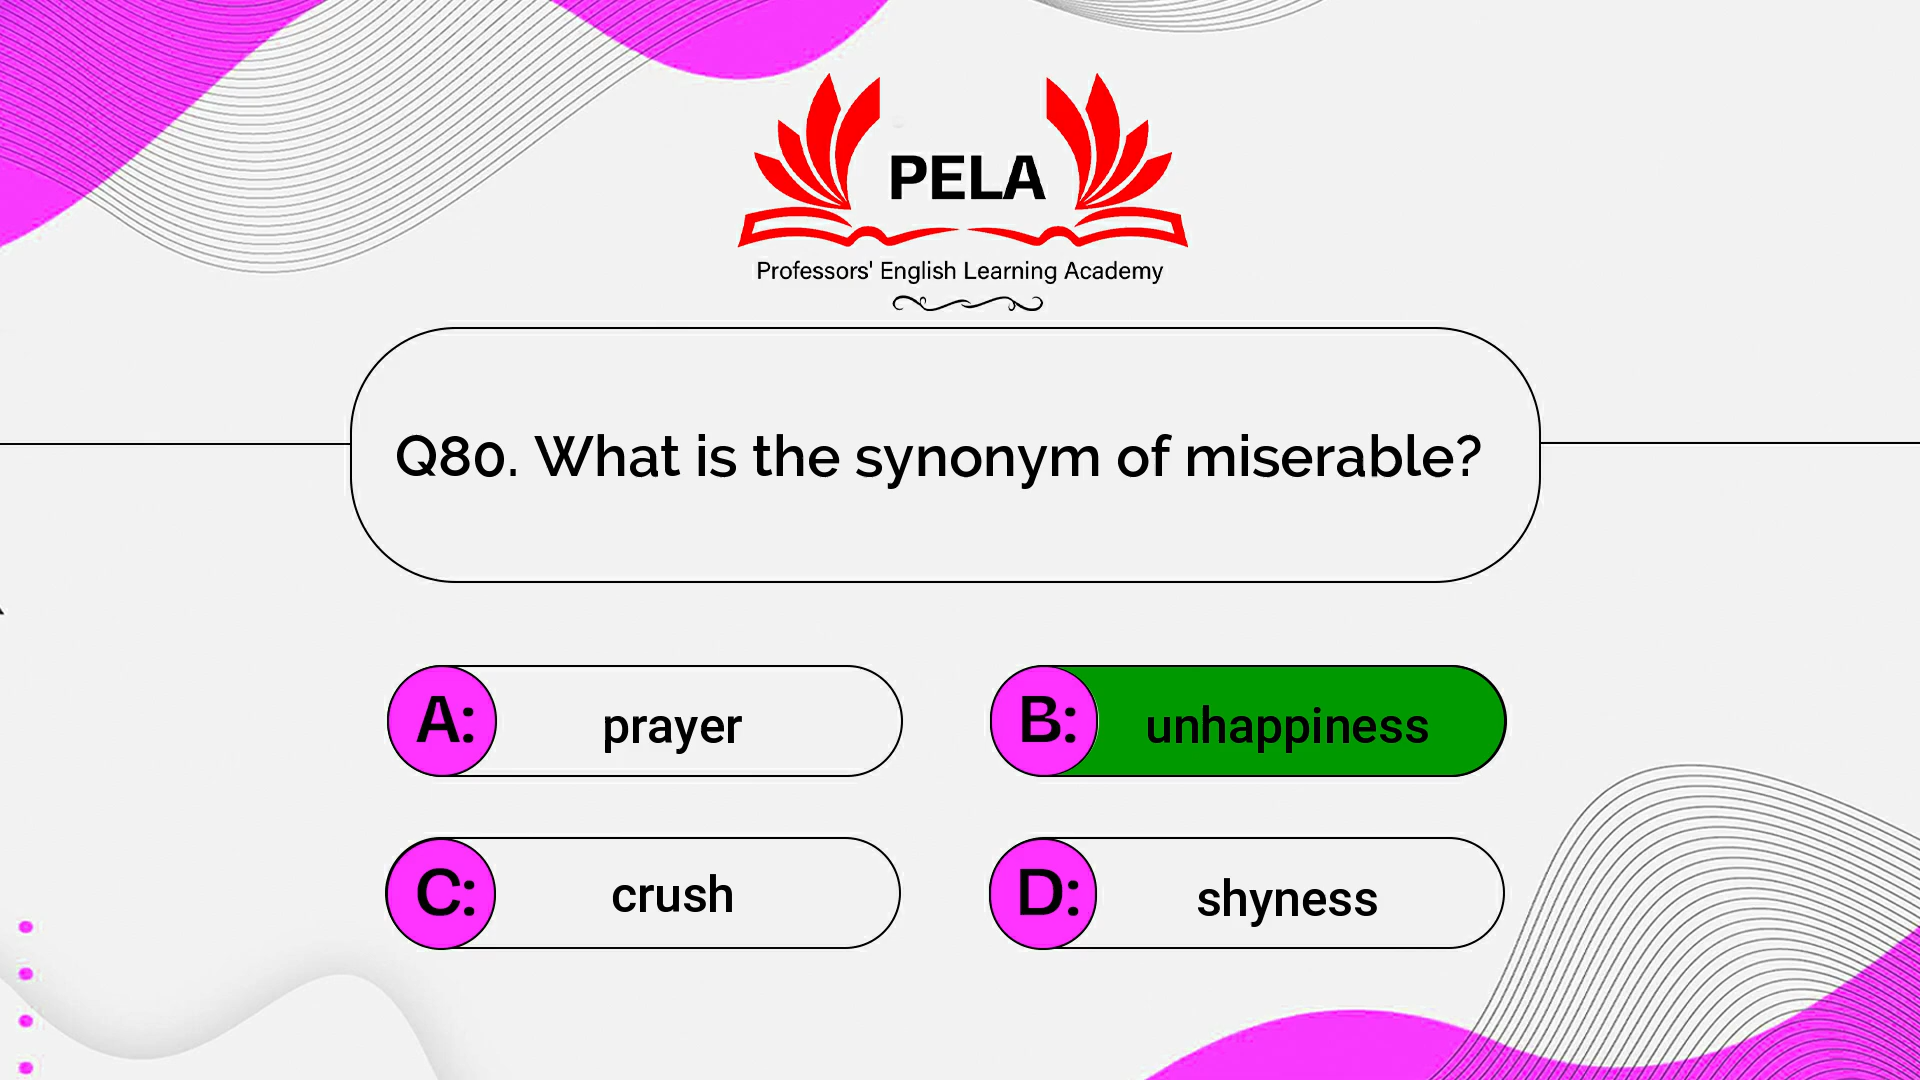 PELA
Professors' English Learning Academy
Q80. What is the synonym of miserable?
A: prayer
B: unhappiness
C: crush
D: shyness